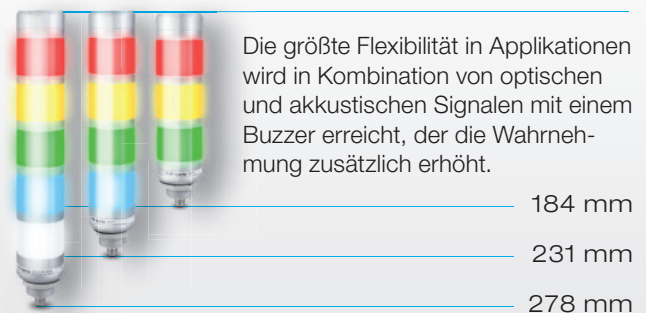 Die größte Flexibilität in Applikationen
wird in Kombination von optischen
und akkustischen Signalen mit einem
Buzzer erreicht, der die Wahrneh-
mung zusätzlich erhöht.
184 mm
231 mm
278 mm